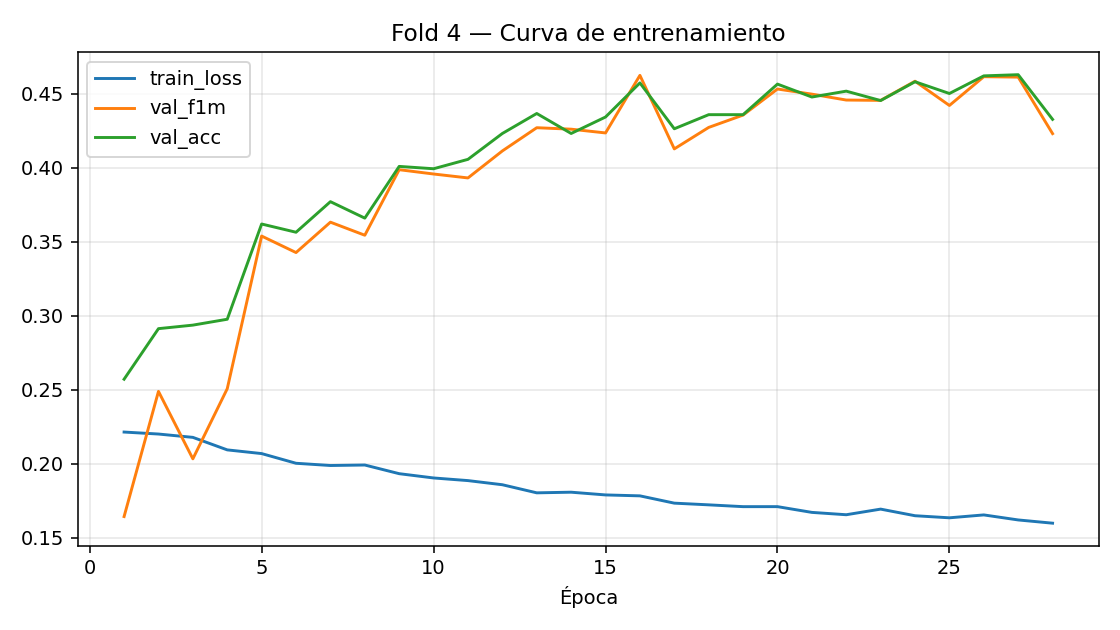 Fold 4 — Curva de entrenamiento
train_loss
val_f1m
val_acc
0.45
0.40
0.35
0.30
0.25
0.20
0.15
0 5 10 15 20 25
Época